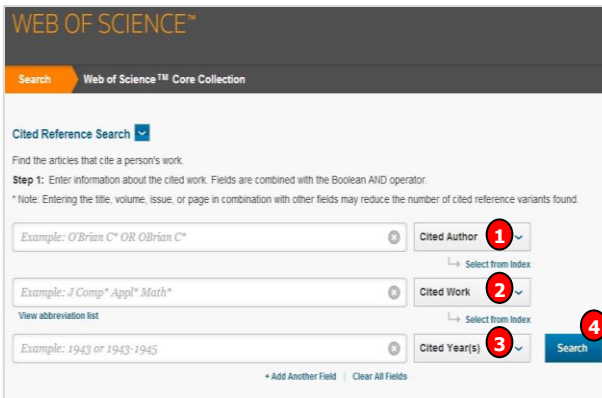 WEB OF SCIENCE™
Search Web of Science™ Core Collection
Cited Reference Search
Find the articles that cite a person's work.
Step 1: Enter information about the cited work. Fields are combined with the Boolean AND operator.
* Note: Entering the title, volume, issue, or page in combination with other fields may reduce the number of cited reference variants found.
Example: O'Brian C* OR OBrian C* Cited Author 1
Select from Index
Example: J Comp* Appl* Math* Cited Work 2
View abbreviation list Select from Index
Example: 1943 or 1943-1945 Cited Year(s) 3 Search 4
+ Add Another Field | Clear All Fields